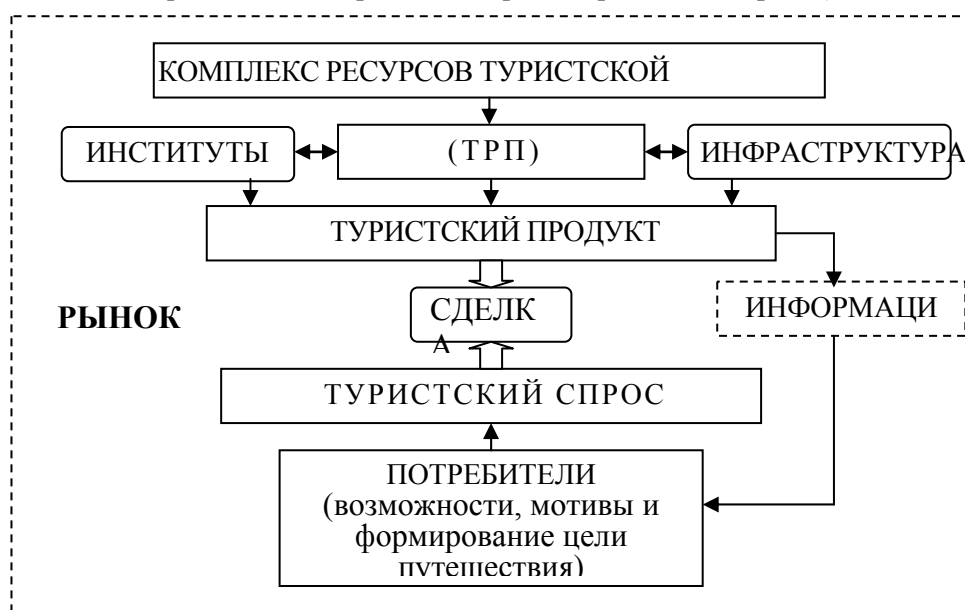 КОМПЛЕКС РЕСУРСОВ ТУРИСТСКОЙ
ИНСТИТУТЫ
(ТРП)
ИНФРАСТРУКТУРА
ТУРИСТСКИЙ ПРОДУКТ
РЫНОК
СДЕЛК
А
ИНФОРМАЦИ
ТУРИСТСКИЙ СПРОС
ПОТРЕБИТЕЛИ
(возможности, мотивы и
формирование цели
путешествия)